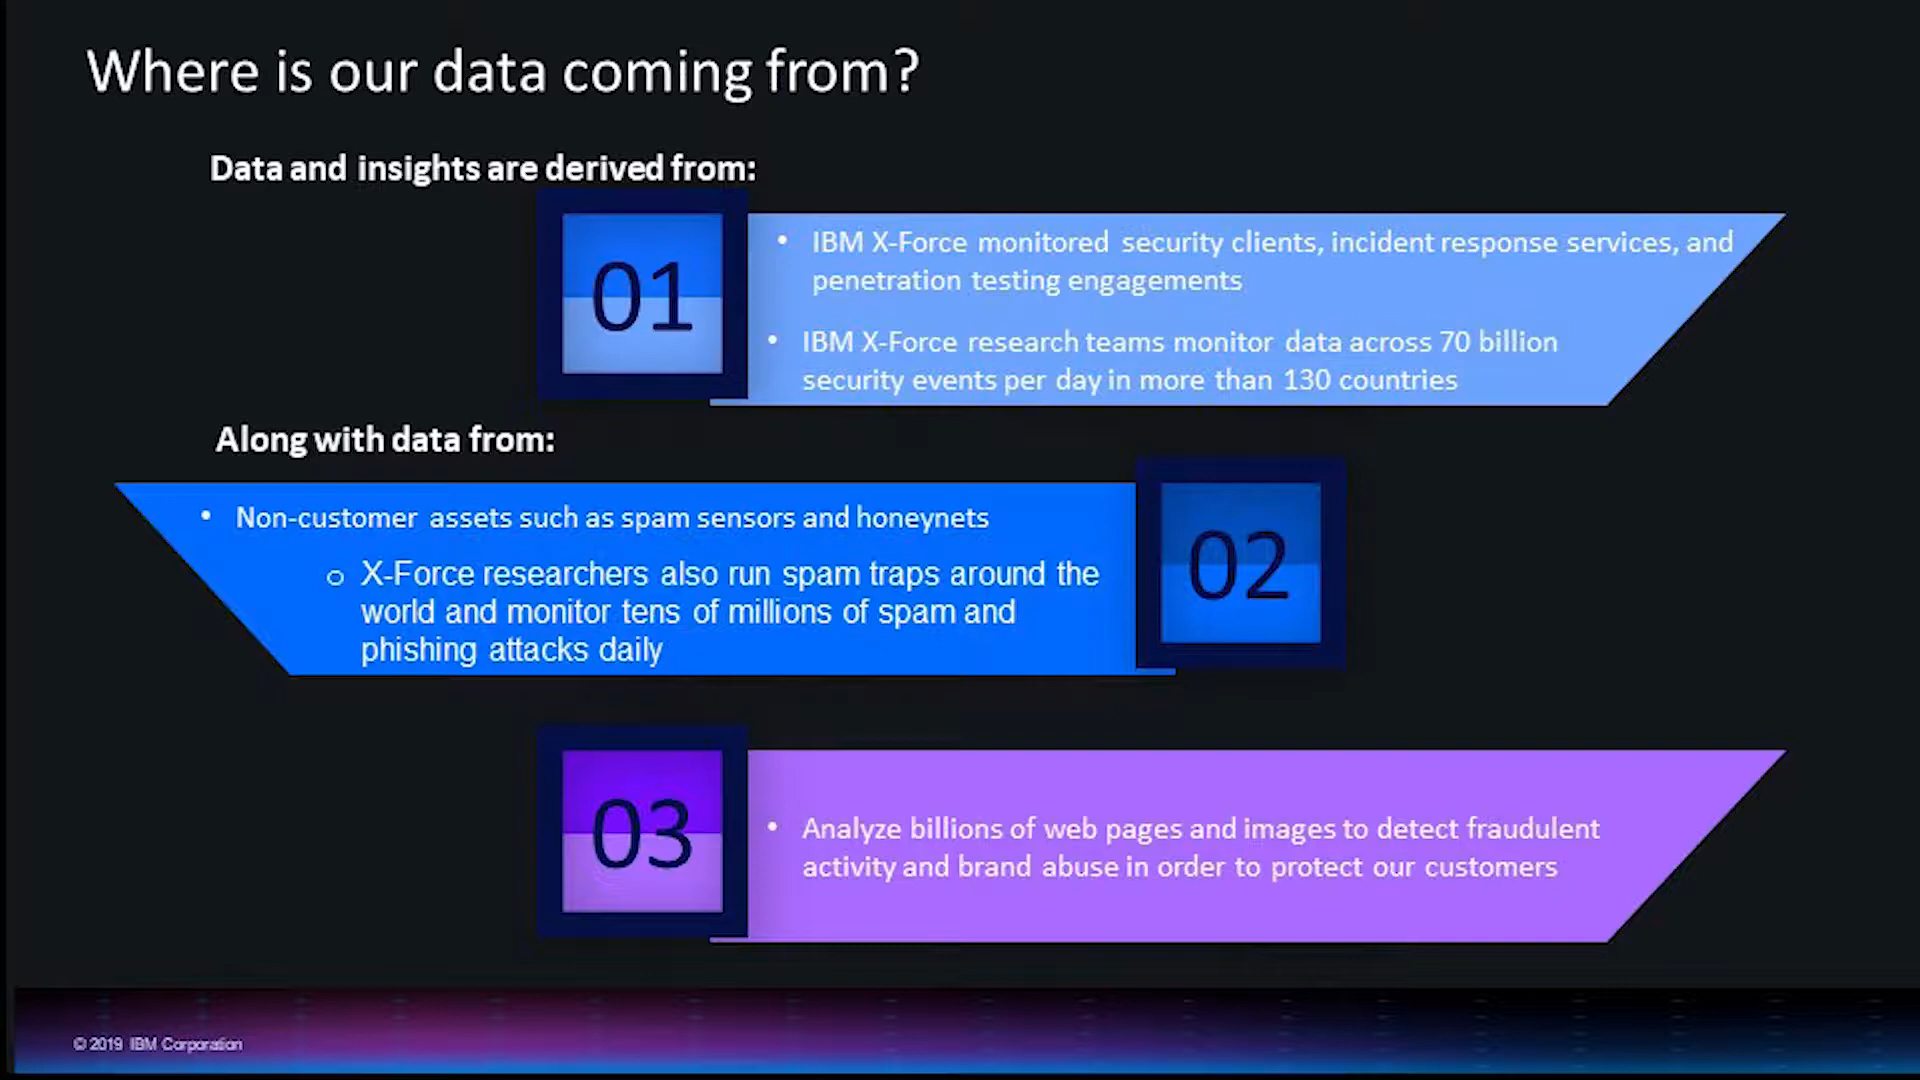 Where is our data coming from?
Data and insights are derived from:
01
• IBM X-Force monitored security clients, incident response services, and
penetration testing engagements
• IBM X-Force research teams monitor data across 70 billion
security events per day in more than 130 countries
Along with data from:
• Non-customer assets such as spam sensors and honeynets
o X-Force researchers also run spam traps around the
world and monitor tens of millions of spam and
phishing attacks daily
02
03
• Analyze billions of web pages and images to detect fraudulent
activity and brand abuse in order to protect our customers
© 2019 IBM Corporation